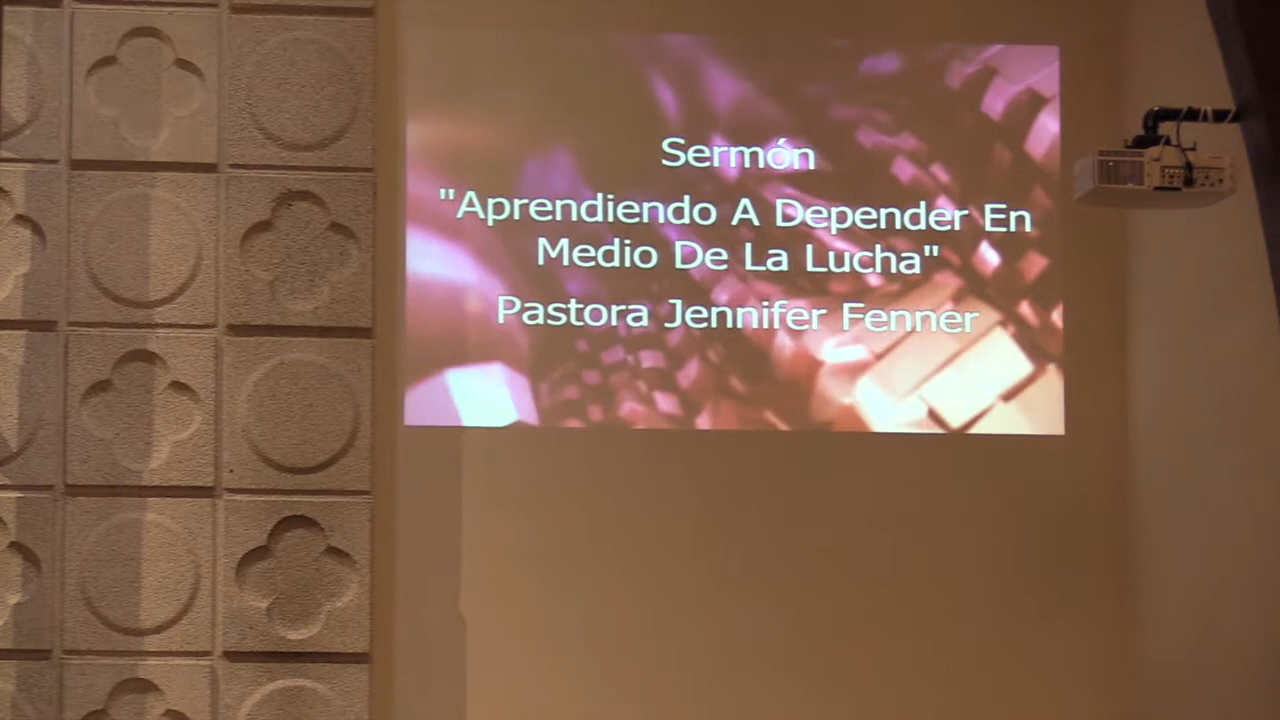 Sermón
"Aprendiendo A Depender En
Medio De La Lucha"
Pastora Jennifer Fenner